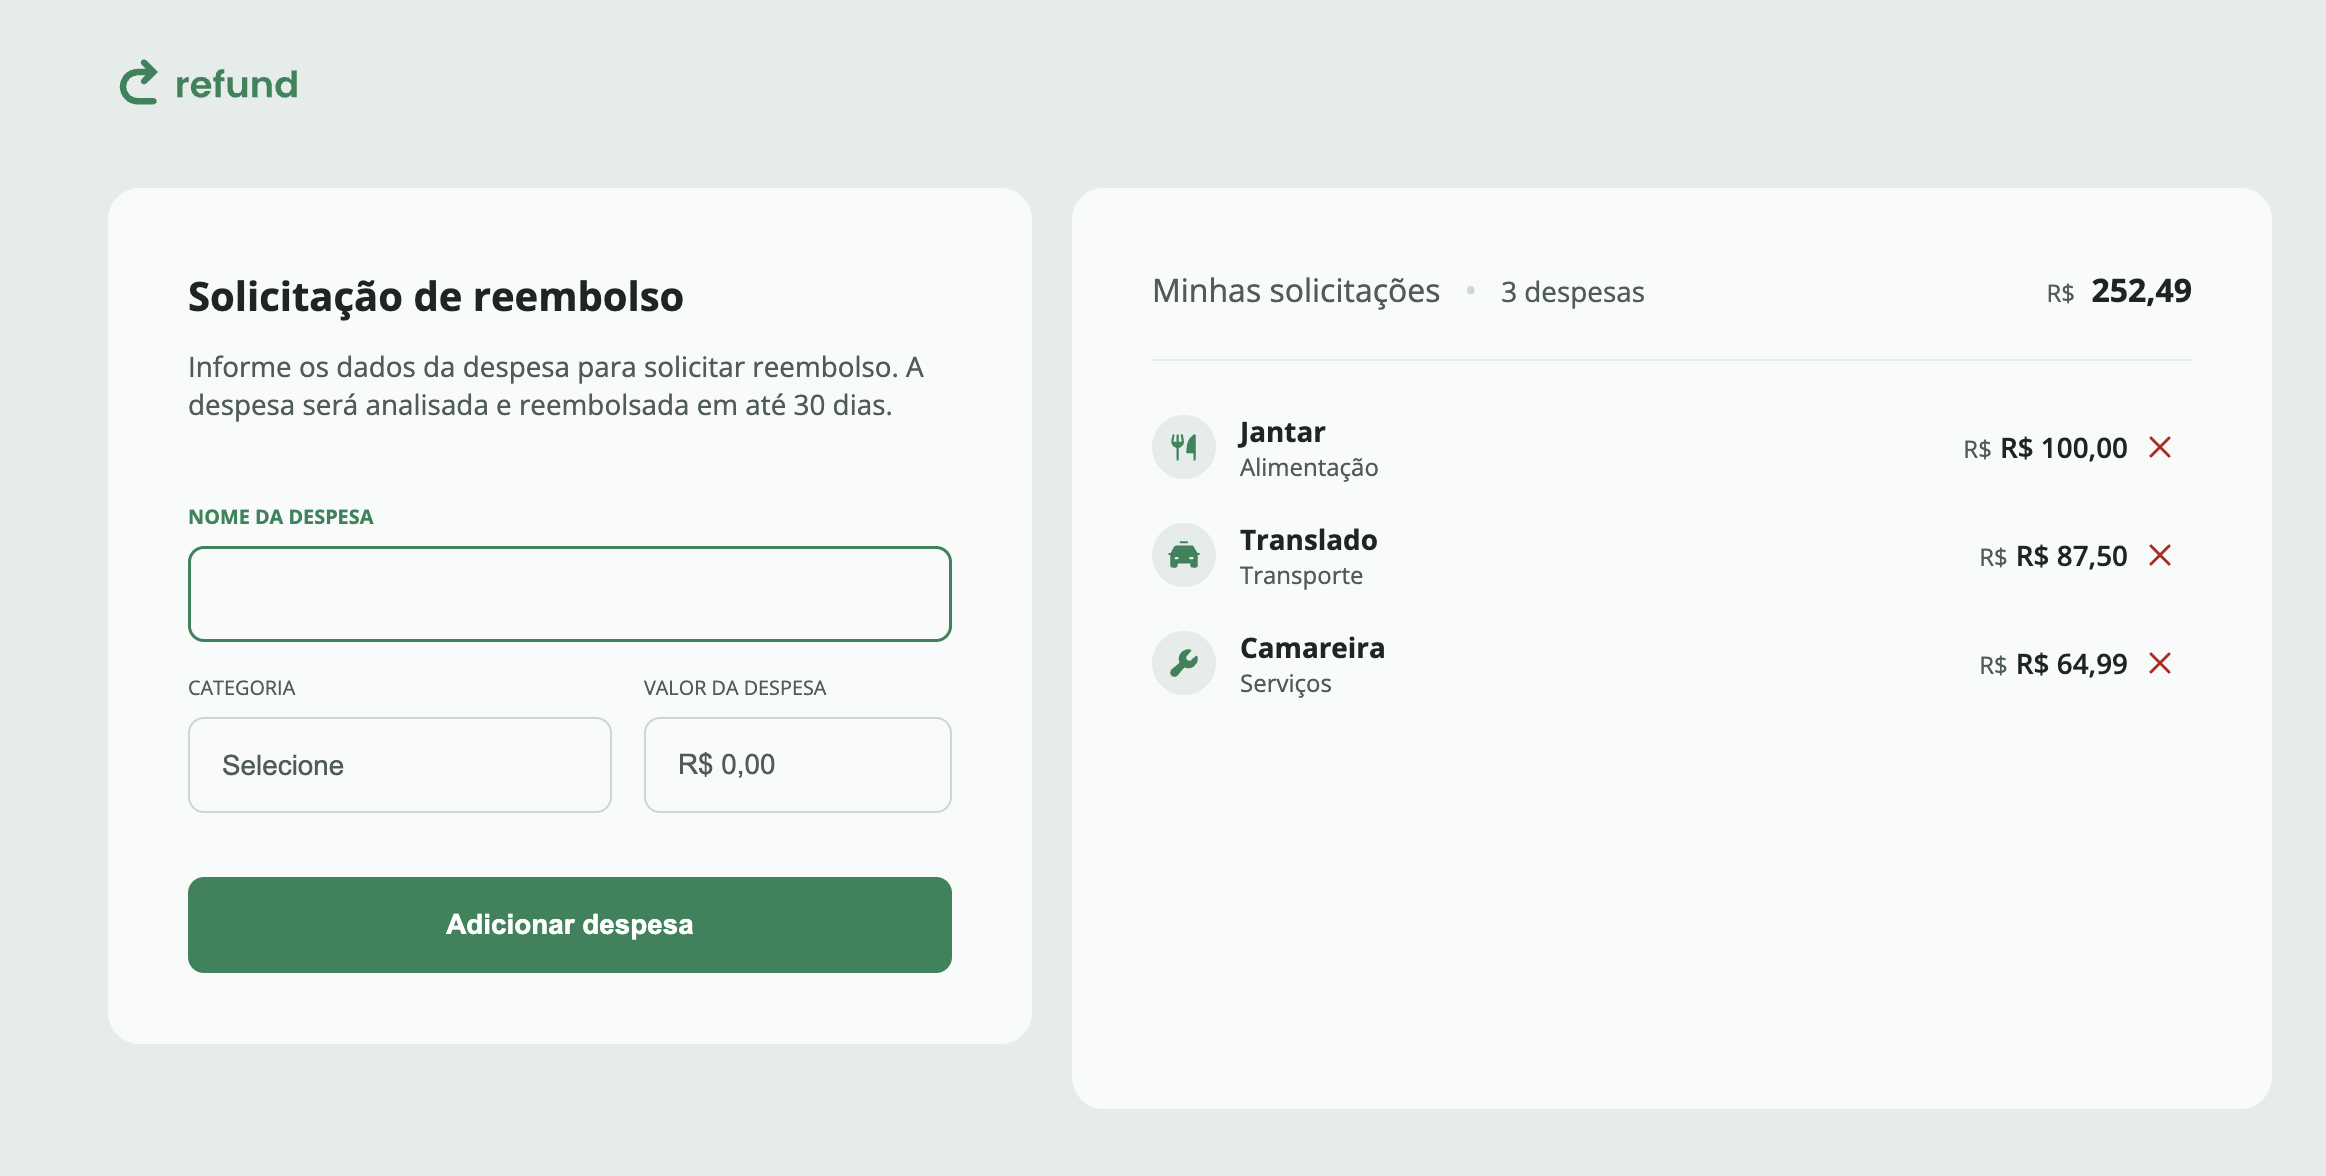 refund
Solicitação de reembolso
Informe os dados da despesa para solicitar reembolso. A
despesa será analisada e reembolsada em até 30 dias.
NOME DA DESPESA
CATEGORIA
VALOR DA DESPESA
Selecione
R$ 0,00
Adicionar despesa
Minhas solicitações • 3 despesas R$ 252,49
Jantar
Alimentação
R$ R$ 100,00
Translado
Transporte
R$ R$ 87,50
Camareira
Serviços
R$ R$ 64,99